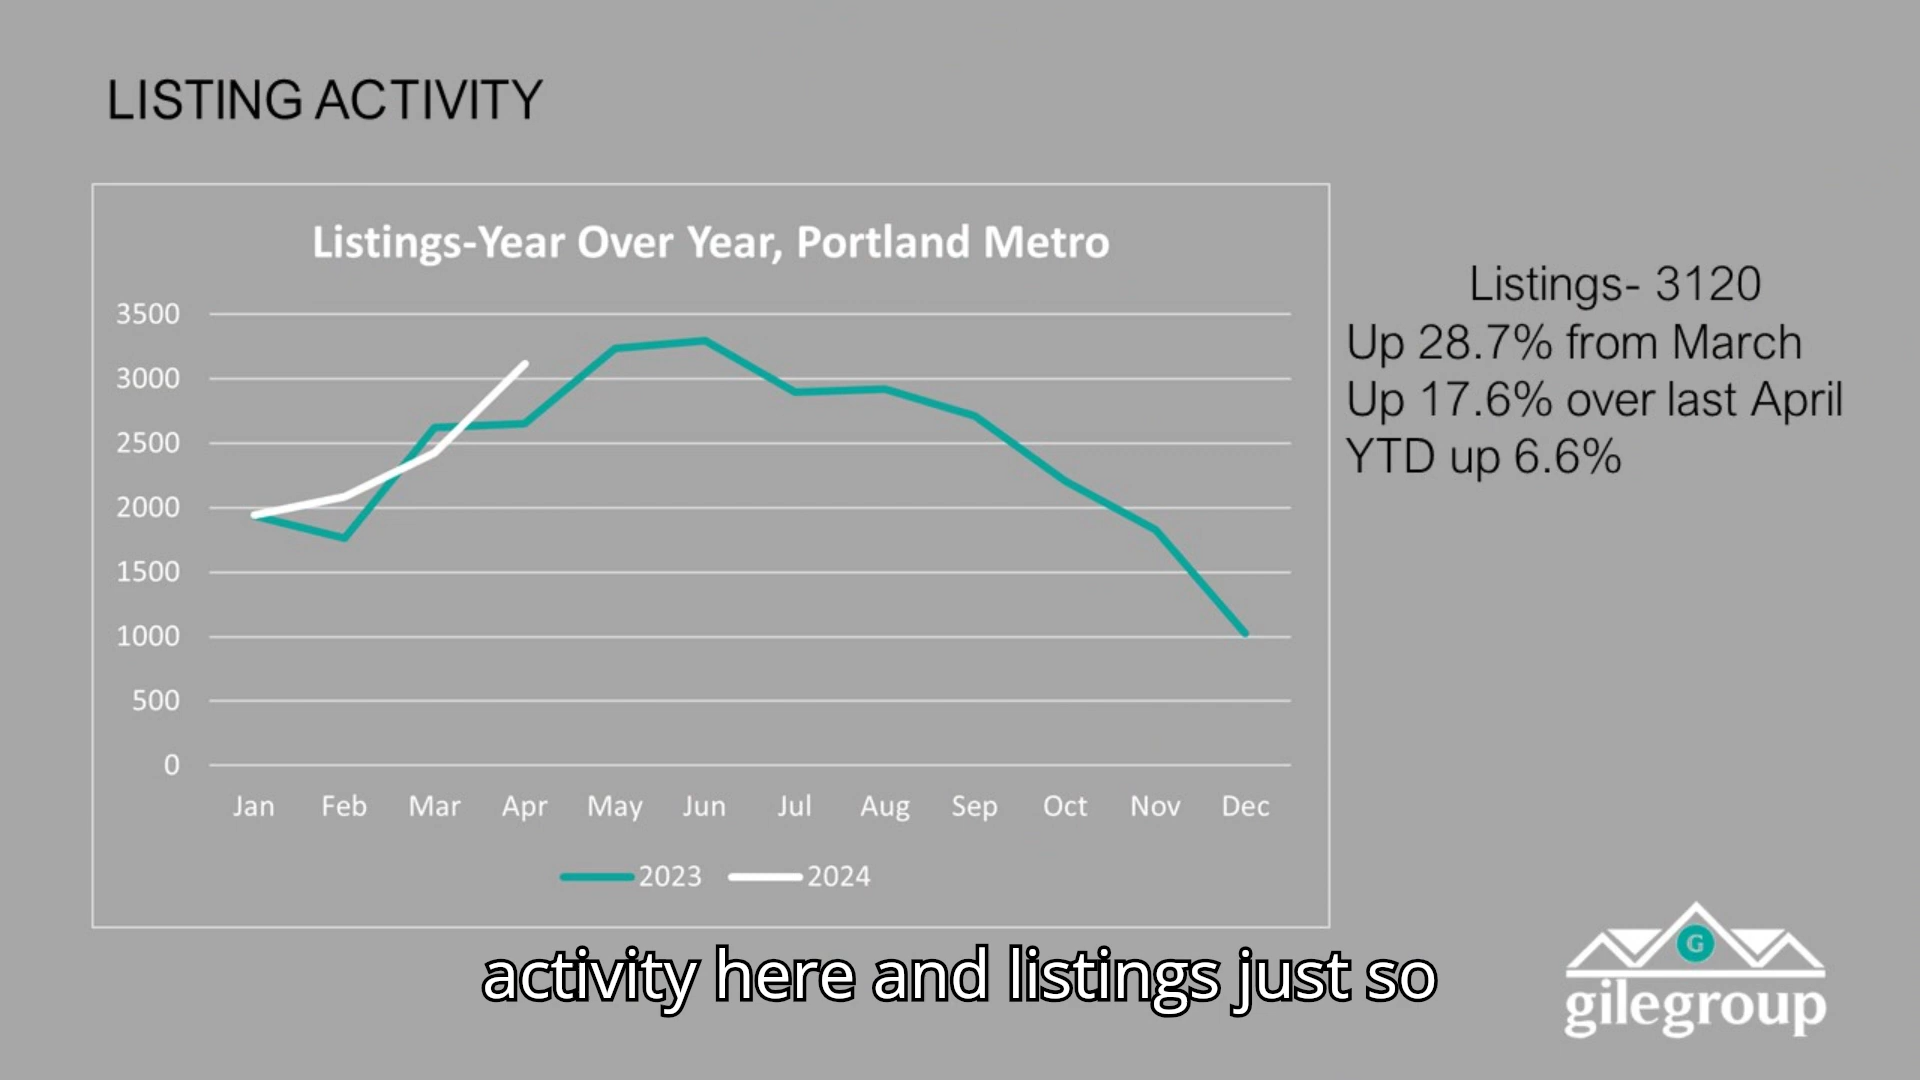 LISTING ACTIVITY
Listings-Year Over Year, Portland Metro
3500
3000
2500
2000
1500
1000
500
0
Jan Feb Mar Apr May Jun Jul Aug Sep Oct Nov Dec
2023 2024
Listings- 3120
Up 28.7% from March
Up 17.6% over last April
YTD up 6.6%
activity here and listings just so
G
gilegroup